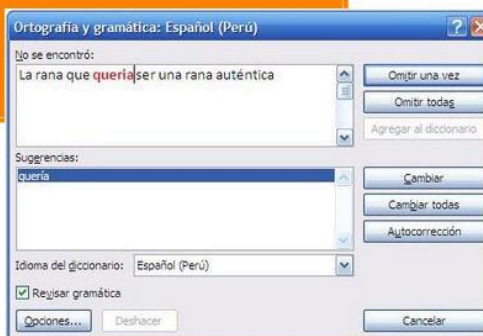 Ortografía y gramática: Español (Perú)
No se encontró:
La rana que queria ser una rana auténtica
Omitir una vez
Omitir todas
Agregar al diccionario
Sugerencias:
quería
Cambiar
Cambiar todas
Autocorrección
Idioma del diccionario: Español (Perú)
Revisar gramática
Opciones... Deshacer Cancelar